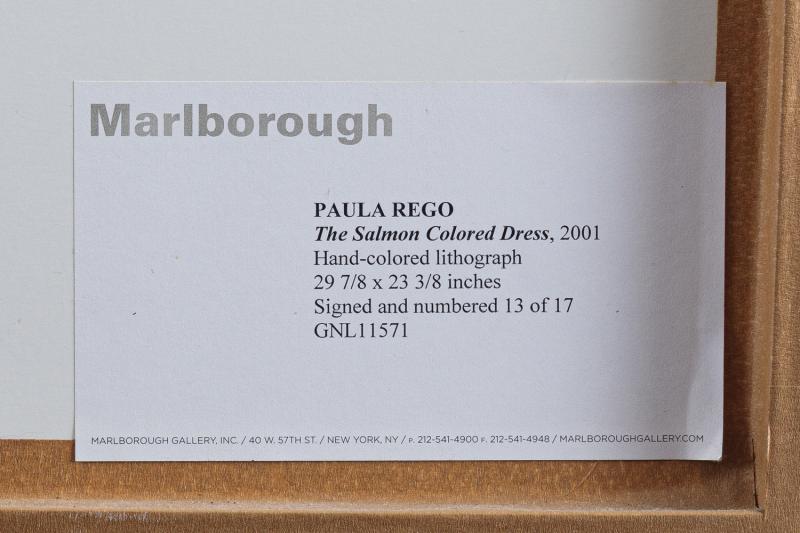 Marlborough
PAULA REGO
The Salmon Colored Dress, 2001
Hand-colored lithograph
29 7/8 x 23 3/8 inches
Signed and numbered 13 of 17
GNL11571
MARLBOROUGH GALLERY, INC. / 40 W. 57TH ST. / NEW YORK, NY / P. 212-541-4900 F. 212-541-4948 / MARLBOROUGHGALLERY.COM